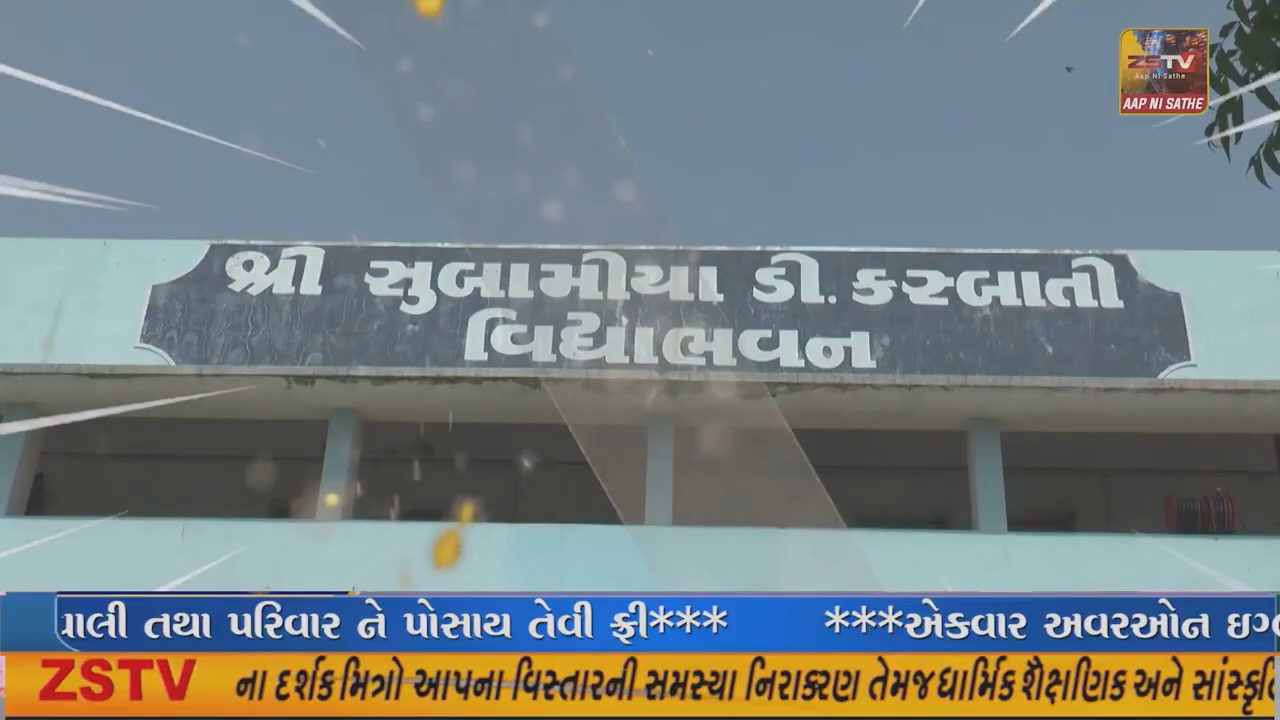 ZSTV
Aap Ni Sathe
AAP NI SATHE
શ્રી સુબામીયા ડી. કરબાતી
વિદ્યાભવન
તથા પરિવાર ને પોસાય તેવી ફ્રી*** ***એકવાર અવરઓન
ZSTV ના દર્શક મિત્રો આપના વિસ્તારની સમસ્યા નિરાકરણ તેમજ ધાર્મિક શૈક્ષણિક અને